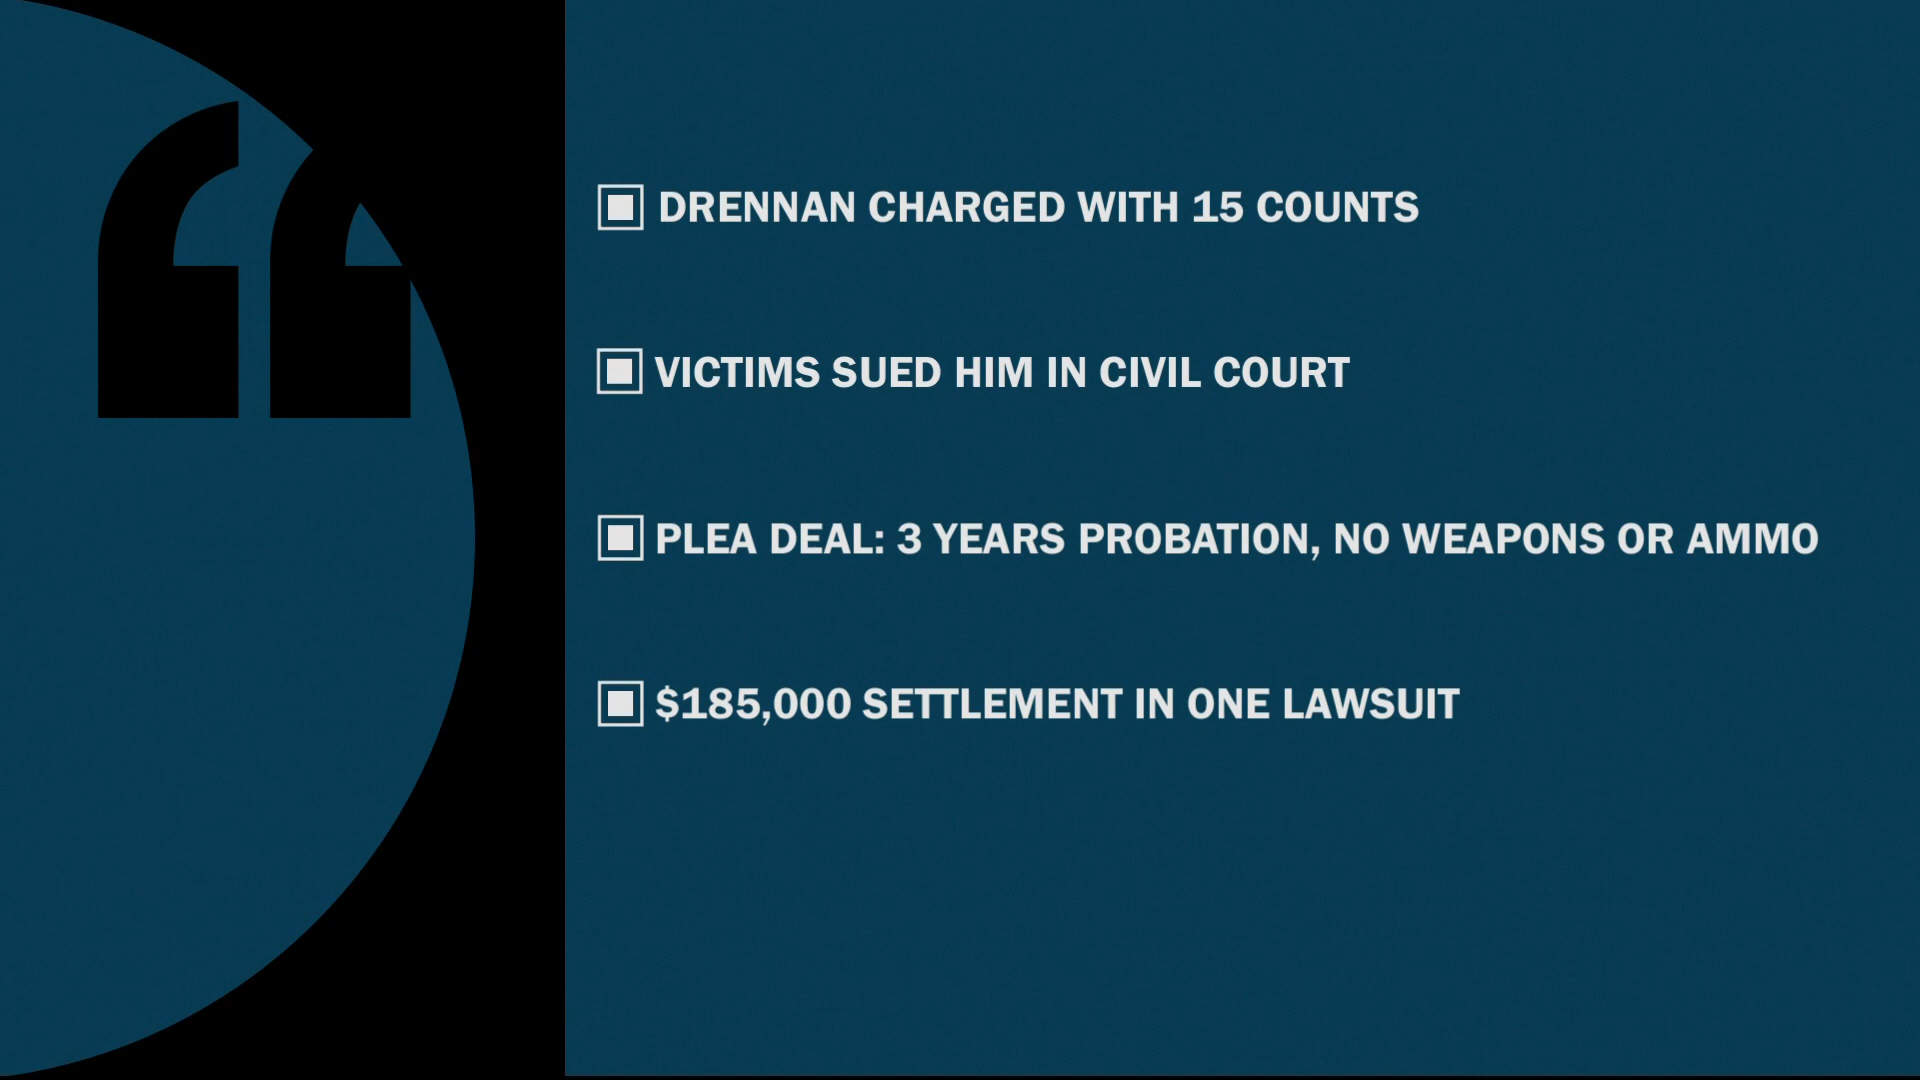 DRENNAN CHARGED WITH 15 COUNTS
VICTIMS SUED HIM IN CIVIL COURT
PLEA DEAL: 3 YEARS PROBATION, NO WEAPONS OR AMMO
$185,000 SETTLEMENT IN ONE LAWSUIT